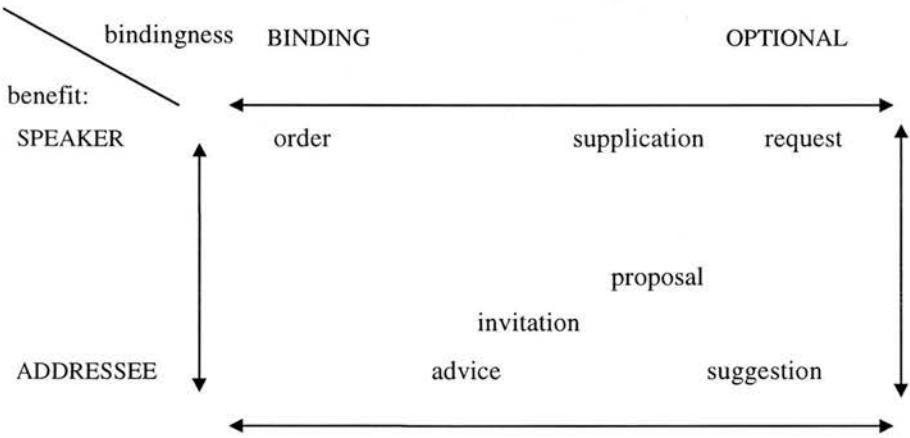 bindingness BINDING OPTIONAL
benefit:
SPEAKER order supplication request
proposal
invitation
ADDRESSEE advice suggestion